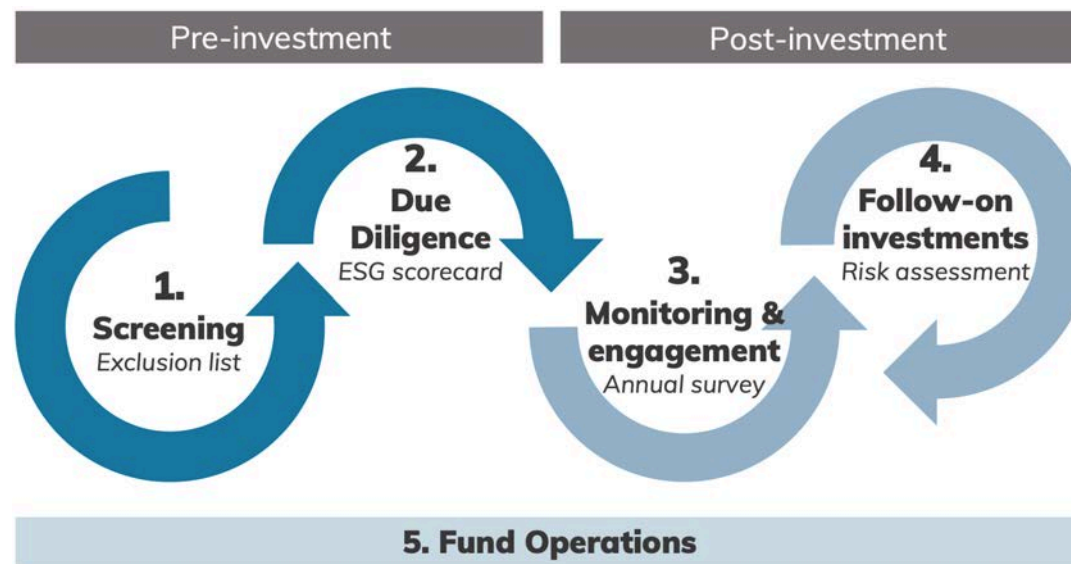 Pre-investment
Post-investment
1.
Screening
Exclusion list
2.
Due
Diligence
ESG scorecard
3.
Monitoring &
engagement
Annual survey
4.
Follow-on
investments
Risk assessment
5. Fund Operations